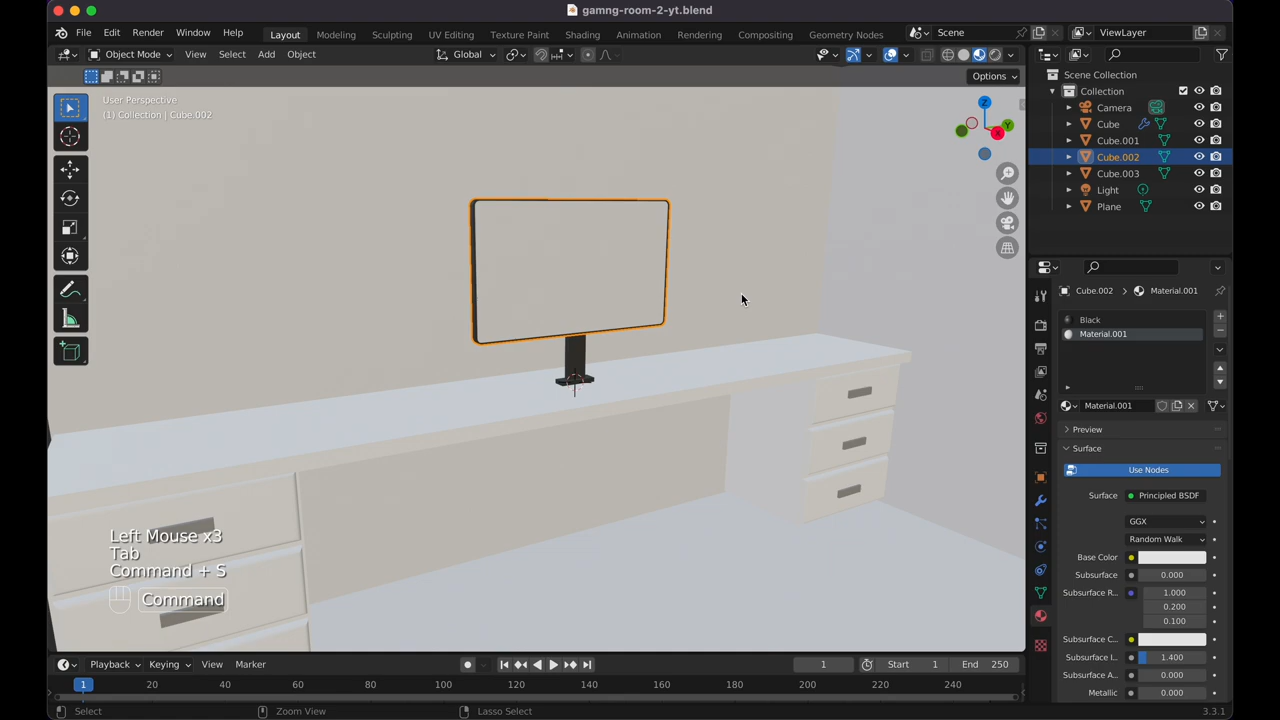 gamng-room-2-yt.blend
File Edit Render Window Help Layout Modeling Sculpting UV Editing Texture Paint Shading Animation Rendering Compositing Geometry Nodes Scene ViewLayer
Object Mode View Select Add Object Global
Options
User Perspective
(1) Collection | Cube.002
Z
Y
X
Scene Collection
Collection
Camera
Cube
Cube.001
Cube.002
Cube.003
Light
Plane
Cube.002 Material.001
Black
Material.001
Material.001
Preview
Surface
Use Nodes
Surface Principled BSDF
GGX
Random Walk
Base Color
Subsurface 0.000
Subsurface R... 1.000
0.200
0.100
Subsurface C...
Subsurface I... 1.400
Subsurface A... 0.000
Metallic 0.000
Left Mouse x3
Tab
Command + S
Command
Playback Keying View Marker 1 Start 1 End 250
1 20 40 60 80 100 120 140 160 180 200 220 240
Select Zoom View Lasso Select 3.3.1